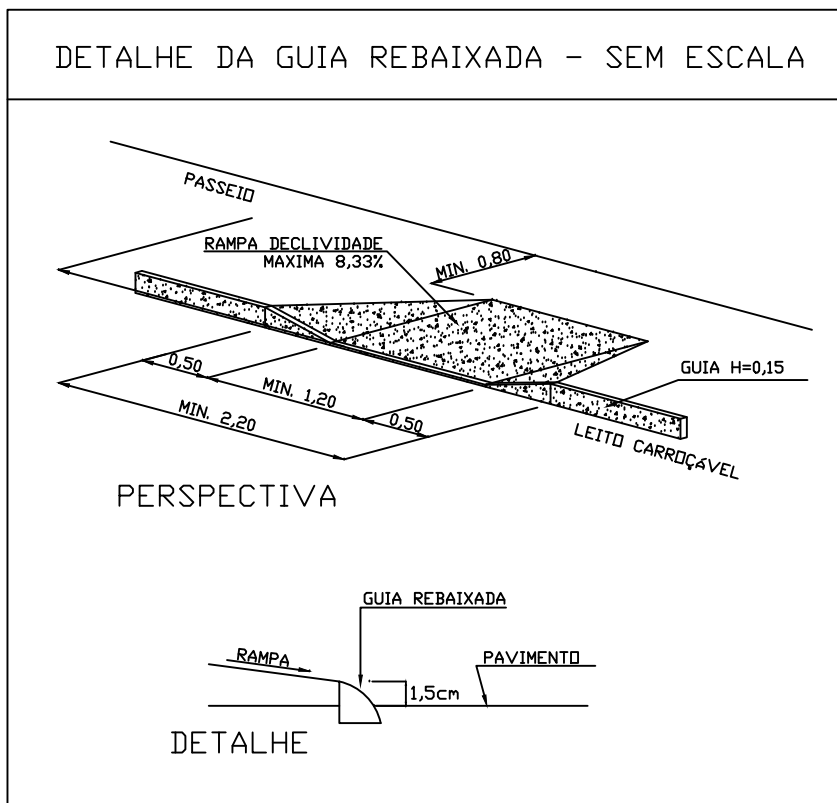 DETALHE DA GUIA REBAIXADA - SEM ESCALA
PASSEIO
RAMPA DECLIVIDADE
MAXIMA 8,33%
MIN. 0,80
0,50
MIN. 1,20
0,50
MIN. 2,20
GUIA H=0,15
LEITO CARROÇÁVEL
PERSPECTIVA
GUIA REBAIXADA
RAMPA
PAVIMENTO
1,5cm
DETALHE